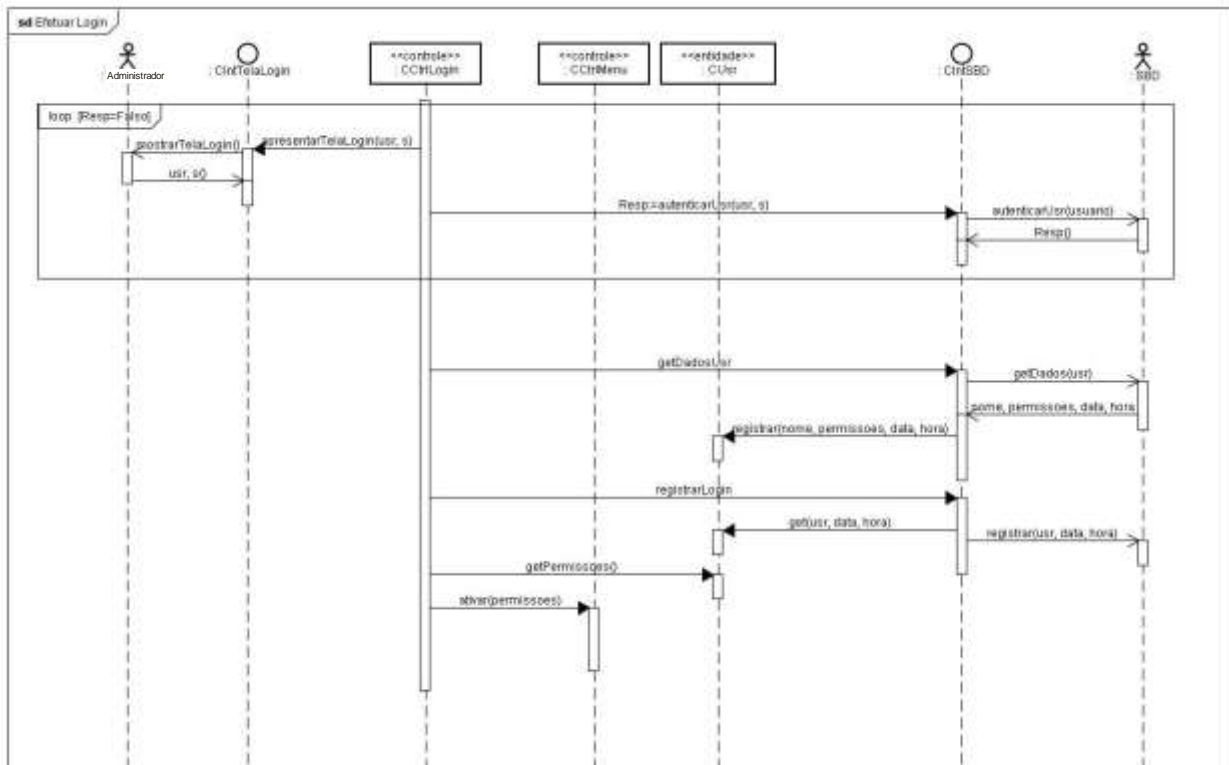 sd Efetuar Login
Administrador
: CIntTelaLogin
<<controle>>
: CCtrlLogin
<<controle>>
: CCtrlMenu
<<entidade>>
: CUsr
: CIntSBD
: SBD
loop [Resp=Falso]
mostrarTelaLogin()
apresentarTelaLogin(usr, s)
usr, s()
Resp:=autenticarUsr(usr, s)
autenticarUsr(usuario)
Resp()
getDadosUsr
getDados(usr)
nome, permissoes, data, hora
registrar(nome, permissoes, data, hora)
registrarLogin
get(usr, data, hora)
registrar(usr, data, hora)
getPermissoes()
ativar(permissoes)